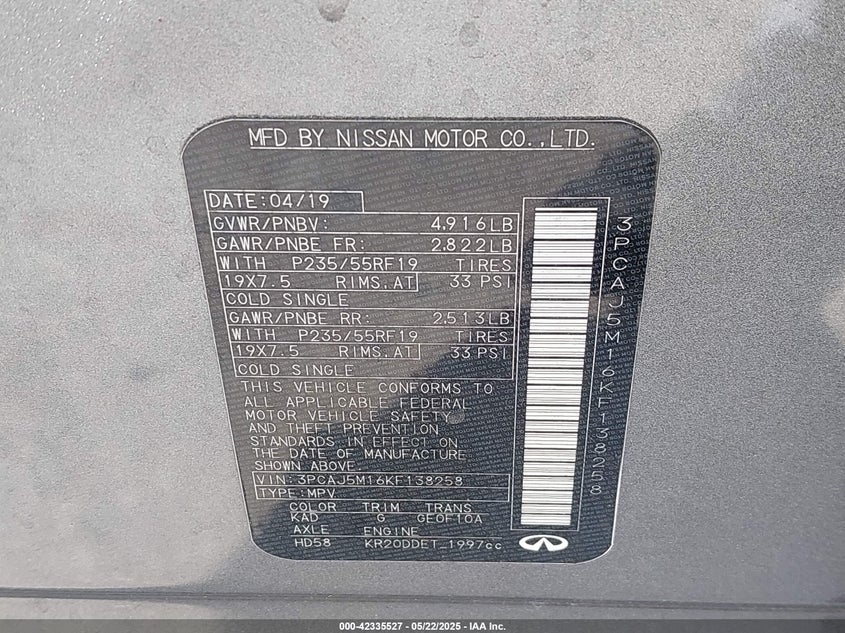 MFD BY NISSAN MOTOR CO.,LTD.
DATE:04/19
GVWR/PNBV: 4,916LB
GAWR/PNBE FR: 2,822LB
WITH P235/55RF19 TIRES
19X7.5 RIMS,AT 33 PSI
COLD SINGLE
GAWR/PNBE RR: 2,513LB
WITH P235/55RF19 TIRES
19X7.5 RIMS,AT 33 PSI
COLD SINGLE
THIS VEHICLE CONFORMS TO
ALL APPLICABLE FEDERAL
MOTOR VEHICLE SAFETY
AND THEFT PREVENTION
STANDARDS IN EFFECT ON
THE DATE OF MANUFACTURE
SHOWN ABOVE.
VIN:3PCAJ5M16KF138258
TYPE:MPV
COLOR TRIM TRANS
KAD G GE0F10A
AXLE ENGINE
HD58 KR20DDET 1997cc
3PCAJ5M16KF138258
000-42335527 - 05/22/2025 - IAA Inc.